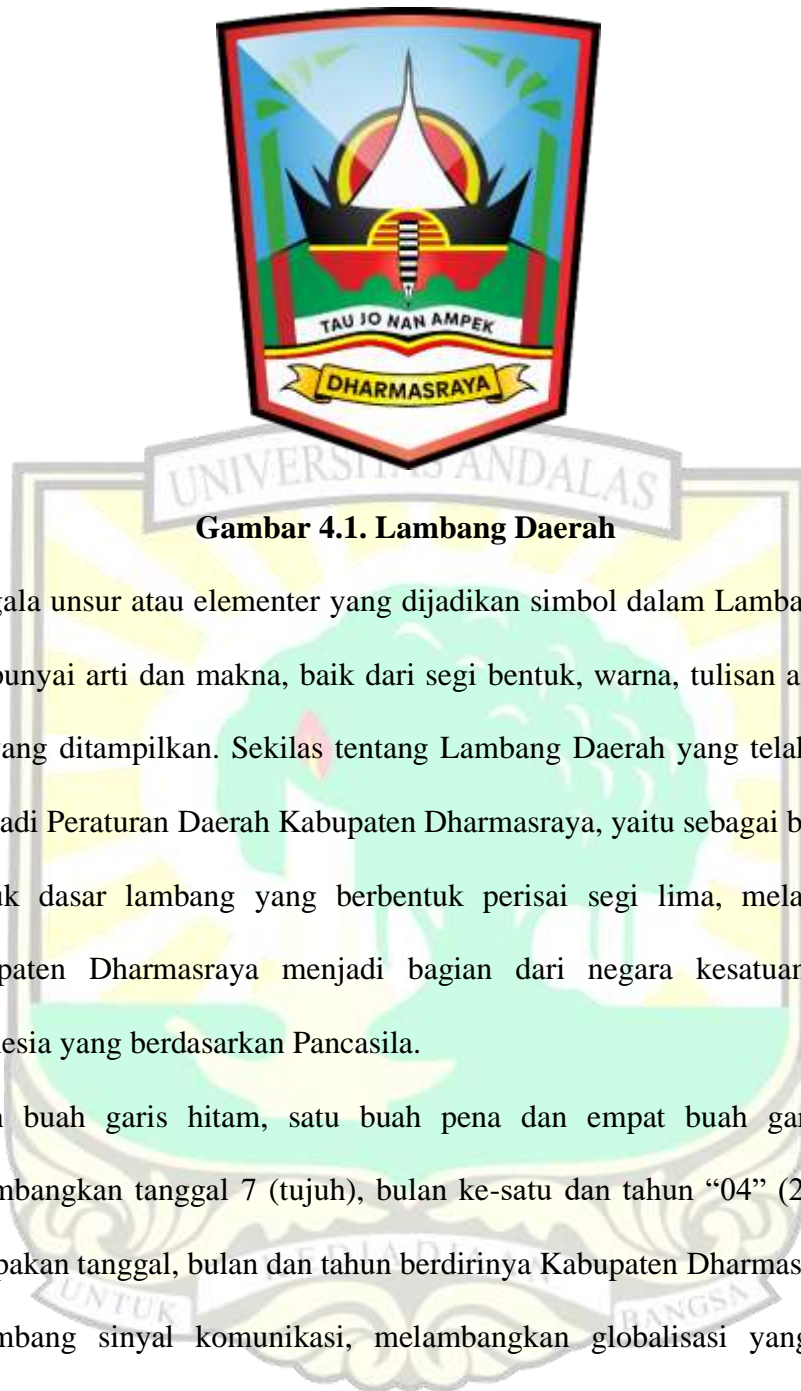 TAU JO NAN AMPEK
DHARMASRAYA
UNIVERSITAS ANDALAS
Gambar 4.1. Lambang Daerah
gala unsur atau elementer yang dijadikan simbol dalam Lamba
punyai arti dan makna, baik dari segi bentuk, warna, tulisan a
yang ditampilkan. Sekilas tentang Lambang Daerah yang telah
adi Peraturan Daerah Kabupaten Dharmasraya, yaitu sebagai b
uk dasar lambang yang berbentuk perisai segi lima, mela
paten Dharmasraya menjadi bagian dari negara kesatuan
nesia yang berdasarkan Pancasila.
h buah garis hitam, satu buah pena dan empat buah gar
mbangkan tanggal 7 (tujuh), bulan ke-satu dan tahun “04” (2
pakan tanggal, bulan dan tahun berdirinya Kabupaten Dharmas
mbang sinyal komunikasi, melambangkan globalisasi yang
UNTUK KEDJAJAAN BANGSA